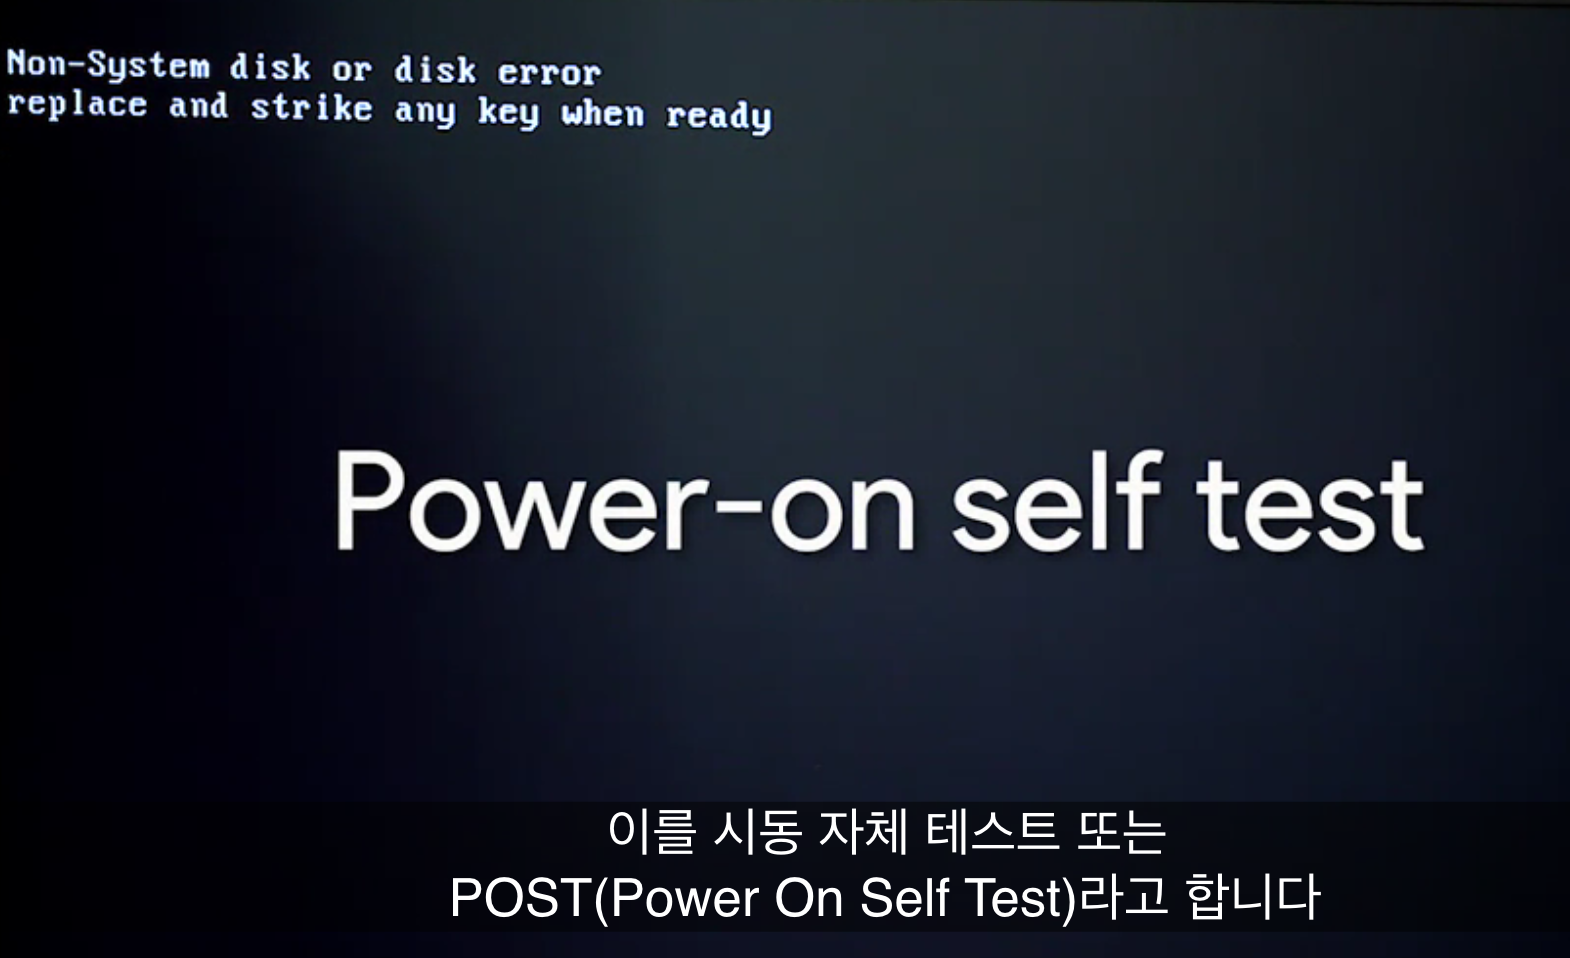 Non-System disk or disk error
replace and strike any key when ready
Power-on self test
이를 시동 자체 테스트 또는
POST(Power On Self Test)라고 합니다